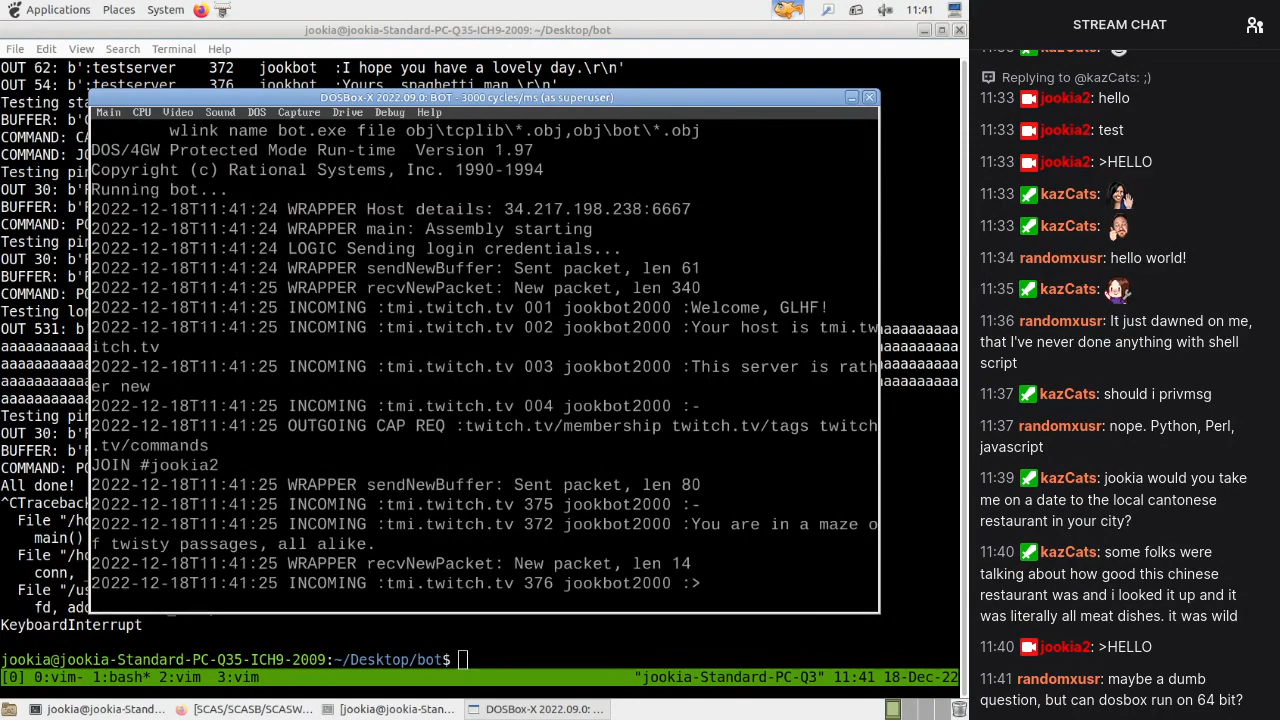 Applications Places System 11:41
jookia@jookia-Standard-PC-Q35-ICH9-2009: ~/Desktop/bot
File Edit View Search Terminal Help
OUT 62: b':testserver 372 jookbot :I hope you have a lovely day.\r\n'
OUT 54: b':testserver 376 jookbot :Yours, spaghetti man \r\n'
Testing sta
BUFFER: b'C
COMMAND: CA
COMMAND: JO
Testing pin
OUT 30: b'P
BUFFER: b'P
COMMAND: PO
Testing pin
OUT 30: b'P
BUFFER: b'P
COMMAND: PO
Testing lon
OUT 531: b'
aaaaaaaaaaa
aaaaaaaaaaa
aaaaaaaaaaa
aaaaaaaaaaa
Testing pin
OUT 30: b'P
BUFFER: b'P
COMMAND: PO
All done!
^CTraceback
File "/ho
main()
File "/ho
conn,
File "/us
fd, add
KeyboardInterrupt
jookia@jookia-Standard-PC-Q35-ICH9-2009:~/Desktop/bot$
[0] 0:vim- 1:bash* 2:vim 3:vim "jookia-Standard-PC-Q3" 11:41 18-Dec-22
DOSBox-X 2022.09.0: BOT - 3000 cycles/ms (as superuser)
Main CPU Video Sound DOS Capture Drive Debug Help
wlink name bot.exe file obj\tcplib\*.obj,obj\bot\*.obj
DOS/4GW Protected Mode Run-time Version 1.97
Copyright (c) Rational Systems, Inc. 1990-1994
Running bot...
2022-12-18T11:41:24 WRAPPER Host details: 34.217.198.238:6667
2022-12-18T11:41:24 WRAPPER main: Assembly starting
2022-12-18T11:41:24 LOGIC Sending login credentials...
2022-12-18T11:41:24 WRAPPER sendNewBuffer: Sent packet, len 61
2022-12-18T11:41:25 WRAPPER recvNewPacket: New packet, len 340
2022-12-18T11:41:25 INCOMING :tmi.twitch.tv 001 jookbot2000 :Welcome, GLHF!
2022-12-18T11:41:25 INCOMING :tmi.twitch.tv 002 jookbot2000 :Your host is tmi.tw
itch.tv
2022-12-18T11:41:25 INCOMING :tmi.twitch.tv 003 jookbot2000 :This server is rath
er new
2022-12-18T11:41:25 INCOMING :tmi.twitch.tv 004 jookbot2000 :-
2022-12-18T11:41:25 OUTGOING CAP REQ :twitch.tv/membership twitch.tv/tags twitch
.tv/commands
JOIN #jookia2
2022-12-18T11:41:25 WRAPPER sendNewBuffer: Sent packet, len 80
2022-12-18T11:41:25 INCOMING :tmi.twitch.tv 375 jookbot2000 :-
2022-12-18T11:41:25 INCOMING :tmi.twitch.tv 372 jookbot2000 :You are in a maze o
f twisty passages, all alike.
2022-12-18T11:41:25 WRAPPER recvNewPacket: New packet, len 14
2022-12-18T11:41:25 INCOMING :tmi.twitch.tv 376 jookbot2000 :>
aaaaaaaaa
aaaaaaaaa
aaaaaaaaa
aaaaaaaaa
jookia@jookia-Stand... [SCAS/SCASB/SCASW... [jookia@jookia-Stan... DOSBox-X 2022.09.0: ...
STREAM CHAT
Replying to @kazCats: ;)
11:33 jookia2: hello
11:33 jookia2: test
11:33 jookia2: >HELLO
11:33 kazCats:
11:33 kazCats:
11:34 randomxusr: hello world!
11:35 kazCats:
11:36 randomxusr: It just dawned on me,
that I've never done anything with shell
script
11:37 kazCats: should i privmsg
11:37 randomxusr: nope. Python, Perl,
javascript
11:39 kazCats: jookia would you take
me on a date to the local cantonese
restaurant in your city?
11:40 kazCats: some folks were
talking about how good this chinese
restaurant was and i looked it up and it
was literally all meat dishes. it was wild
11:40 jookia2: >HELLO
11:41 randomxusr: maybe a dumb
question, but can dosbox run on 64 bit?